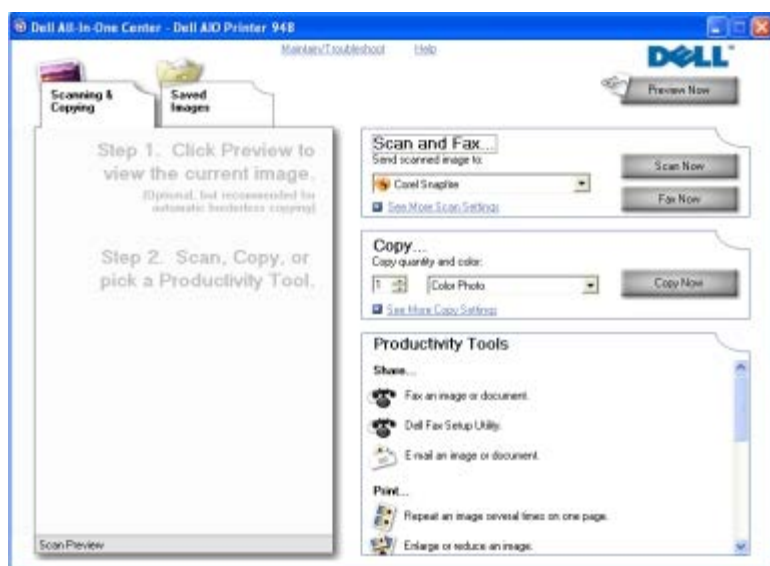 Dell All-In-One Center - Dell AIO Printer 948
Maintain/Troubleshoot Help
DELL
Scanning & Copying
Saved Images
Preview Now
Step 1. Click Preview to
view the current image.
(Optional, but recommended for
automatic borderless copying)
Step 2. Scan, Copy, or
pick a Productivity Tool.
Scan Preview
Scan and Fax...
Send scanned image to:
Corel Snapfire
See More Scan Settings
Scan Now
Fax Now
Copy...
Copy quantity and color:
1 Color Photo
See More Copy Settings
Copy Now
Productivity Tools
Share...
Fax an image or document.
Dell Fax Setup Utility.
E-mail an image or document.
Print...
Repeat an image several times on one page.
Enlarge or reduce an image.